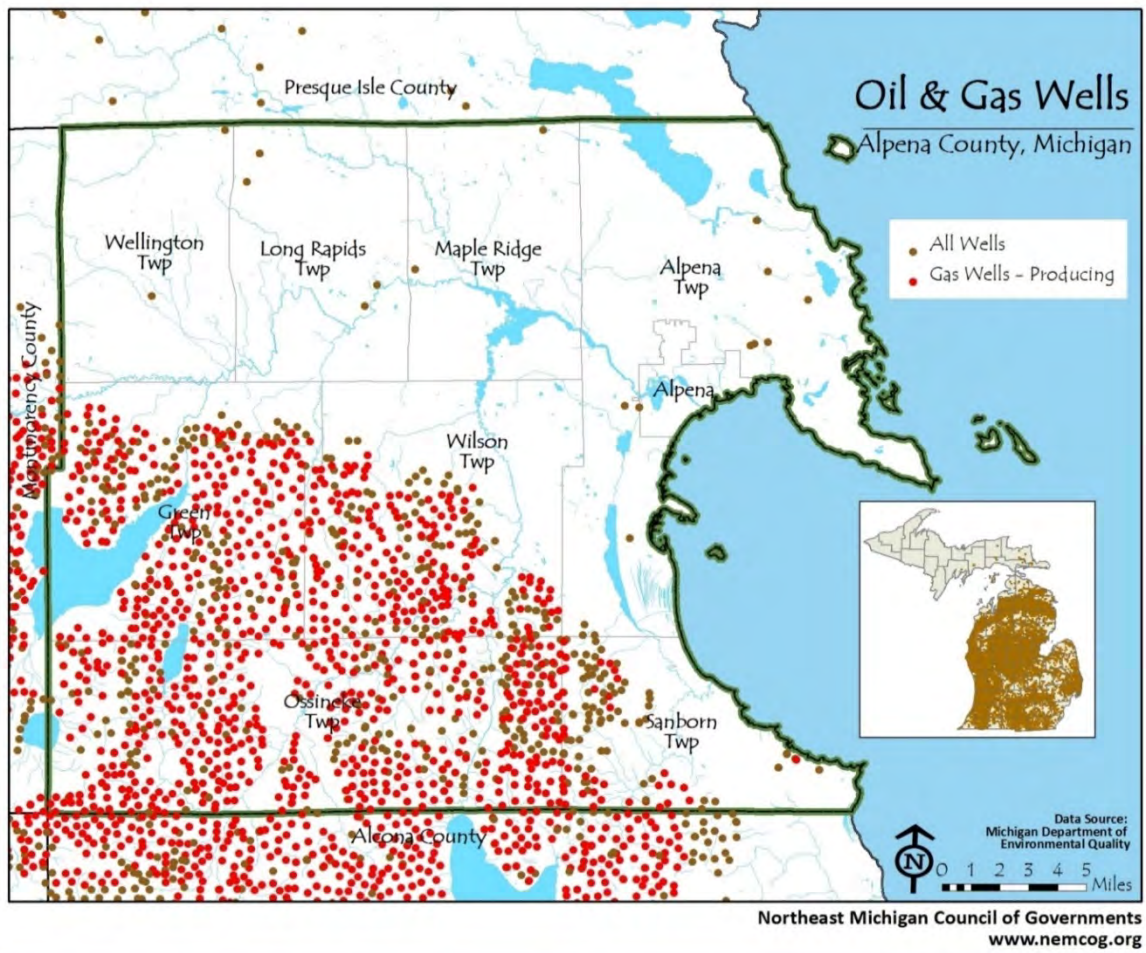 Presque Isle County
Oil & Gas Wells
Alpena County, Michigan
All Wells
Gas Wells - Producing
Wellington
Twp
Long Rapids
Twp
Maple Ridge
Twp
Alpena
Twp
Montmorency County
Alpena
Wilson
Twp
Green
Twp
Ossineke
Twp
Sanborn
Twp
Alcona County
Data Source:
Michigan Department of
Environmental Quality
N
0 1 2 3 4 5 Miles
Northeast Michigan Council of Governments
www.nemcog.org